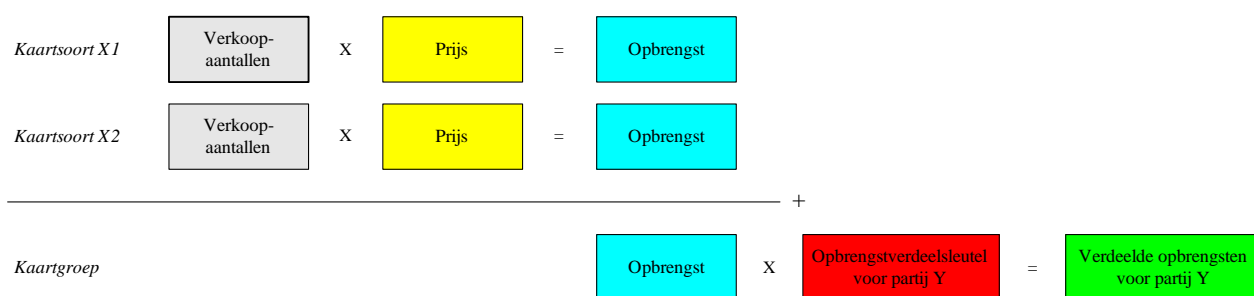 Kaartsoort X1 Verkoop- aantallen X Prijs = Opbrengst
Kaartsoort X2 Verkoop- aantallen X Prijs = Opbrengst
+
Kaartgroep Opbrengst X Opbrengstverdeelsleutel voor partij Y = Verdeelde opbrengsten voor partij Y